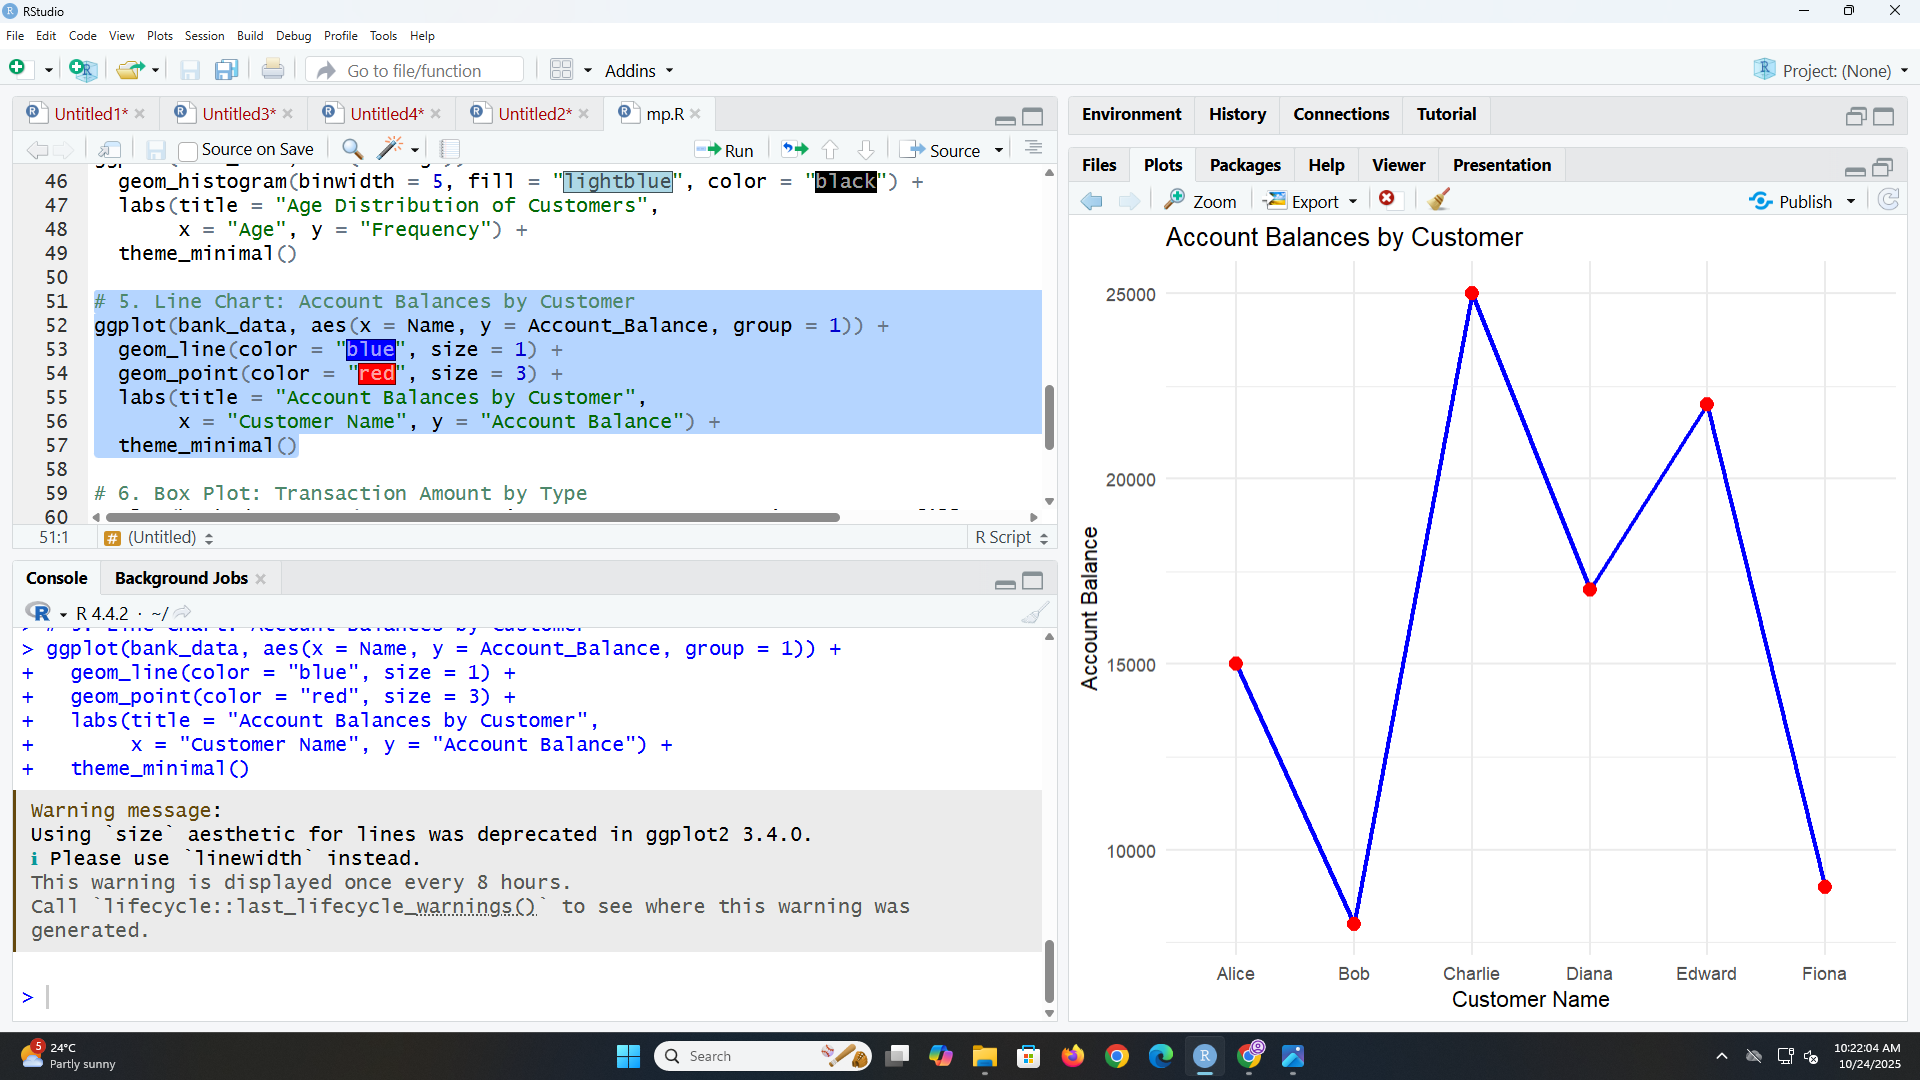 RStudio
File Edit Code View Plots Session Build Debug Profile Tools Help
Go to file/function Addins Project: (None)
Untitled1* Untitled3* Untitled4* Untitled2* mp.R
Source on Save Run Source
46 geom_histogram(binwidth = 5, fill = "lightblue", color = "black") +
47 labs(title = "Age Distribution of Customers",
48 x = "Age", y = "Frequency") +
49 theme_minimal()
50
51 # 5. Line Chart: Account Balances by Customer
52 ggplot(bank_data, aes(x = Name, y = Account_Balance, group = 1)) +
53 geom_line(color = "blue", size = 1) +
54 geom_point(color = "red", size = 3) +
55 labs(title = "Account Balances by Customer",
56 x = "Customer Name", y = "Account Balance") +
57 theme_minimal()
58
59 # 6. Box Plot: Transaction Amount by Type
60
51:1 # (Untitled) R Script
Console Background Jobs
R 4.4.2 · ~/
> # 5. Line Chart: Account Balances by Customer
> ggplot(bank_data, aes(x = Name, y = Account_Balance, group = 1)) +
+ geom_line(color = "blue", size = 1) +
+ geom_point(color = "red", size = 3) +
+ labs(title = "Account Balances by Customer",
+ x = "Customer Name", y = "Account Balance") +
+ theme_minimal()
Warning message:
Using `size` aesthetic for lines was deprecated in ggplot2 3.4.0.
ℹ Please use `linewidth` instead.
This warning is displayed once every 8 hours.
Call `lifecycle::last_lifecycle_warnings()` to see where this warning was
generated.
>
Environment History Connections Tutorial
Files Plots Packages Help Viewer Presentation
Zoom Export Publish
Account Balances by Customer
25000
20000
15000
10000
Account Balance
Alice Bob Charlie Diana Edward Fiona
Customer Name
5
24°C
Partly sunny
Search
10:22:04 AM
10/24/2025